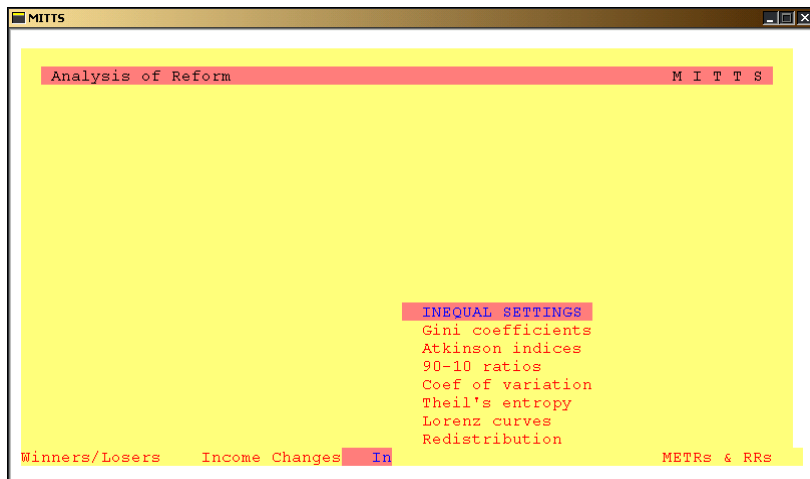 MITTS
Analysis of Reform M I T T S
INEQUAL SETTINGS
Gini coefficients
Atkinson indices
90-10 ratios
Coef of variation
Theil's entropy
Lorenz curves
Redistribution
Winners/Losers Income Changes In METRs & RRs